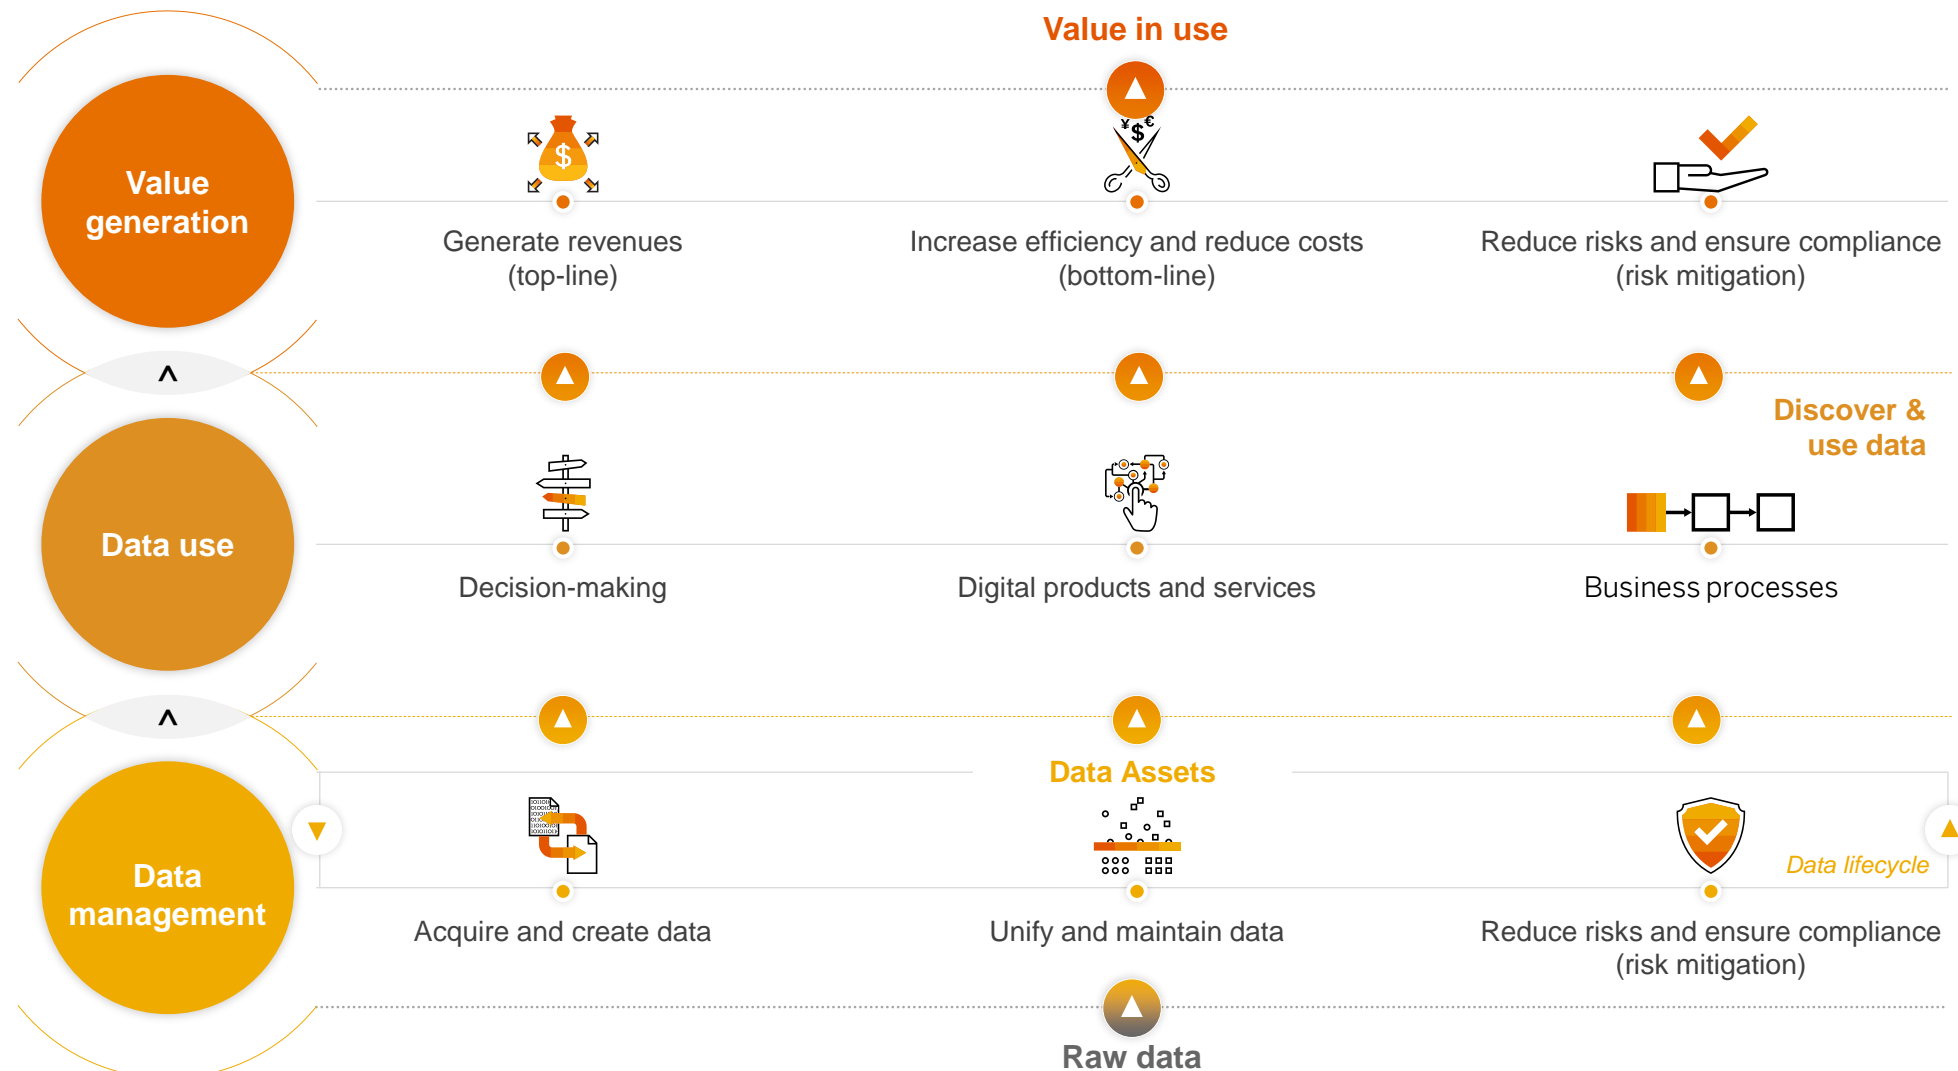 Value in use
Value
generation
Generate revenues
(top-line)
¥$€
$
Increase efficiency and reduce costs
(bottom-line)
Reduce risks and ensure compliance
(risk mitigation)
Discover &
use data
Data use
Decision-making
Digital products and services
Business processes
Data Assets
Data
management
Data lifecycle
Acquire and create data
Unify and maintain data
Reduce risks and ensure compliance
(risk mitigation)
Raw data